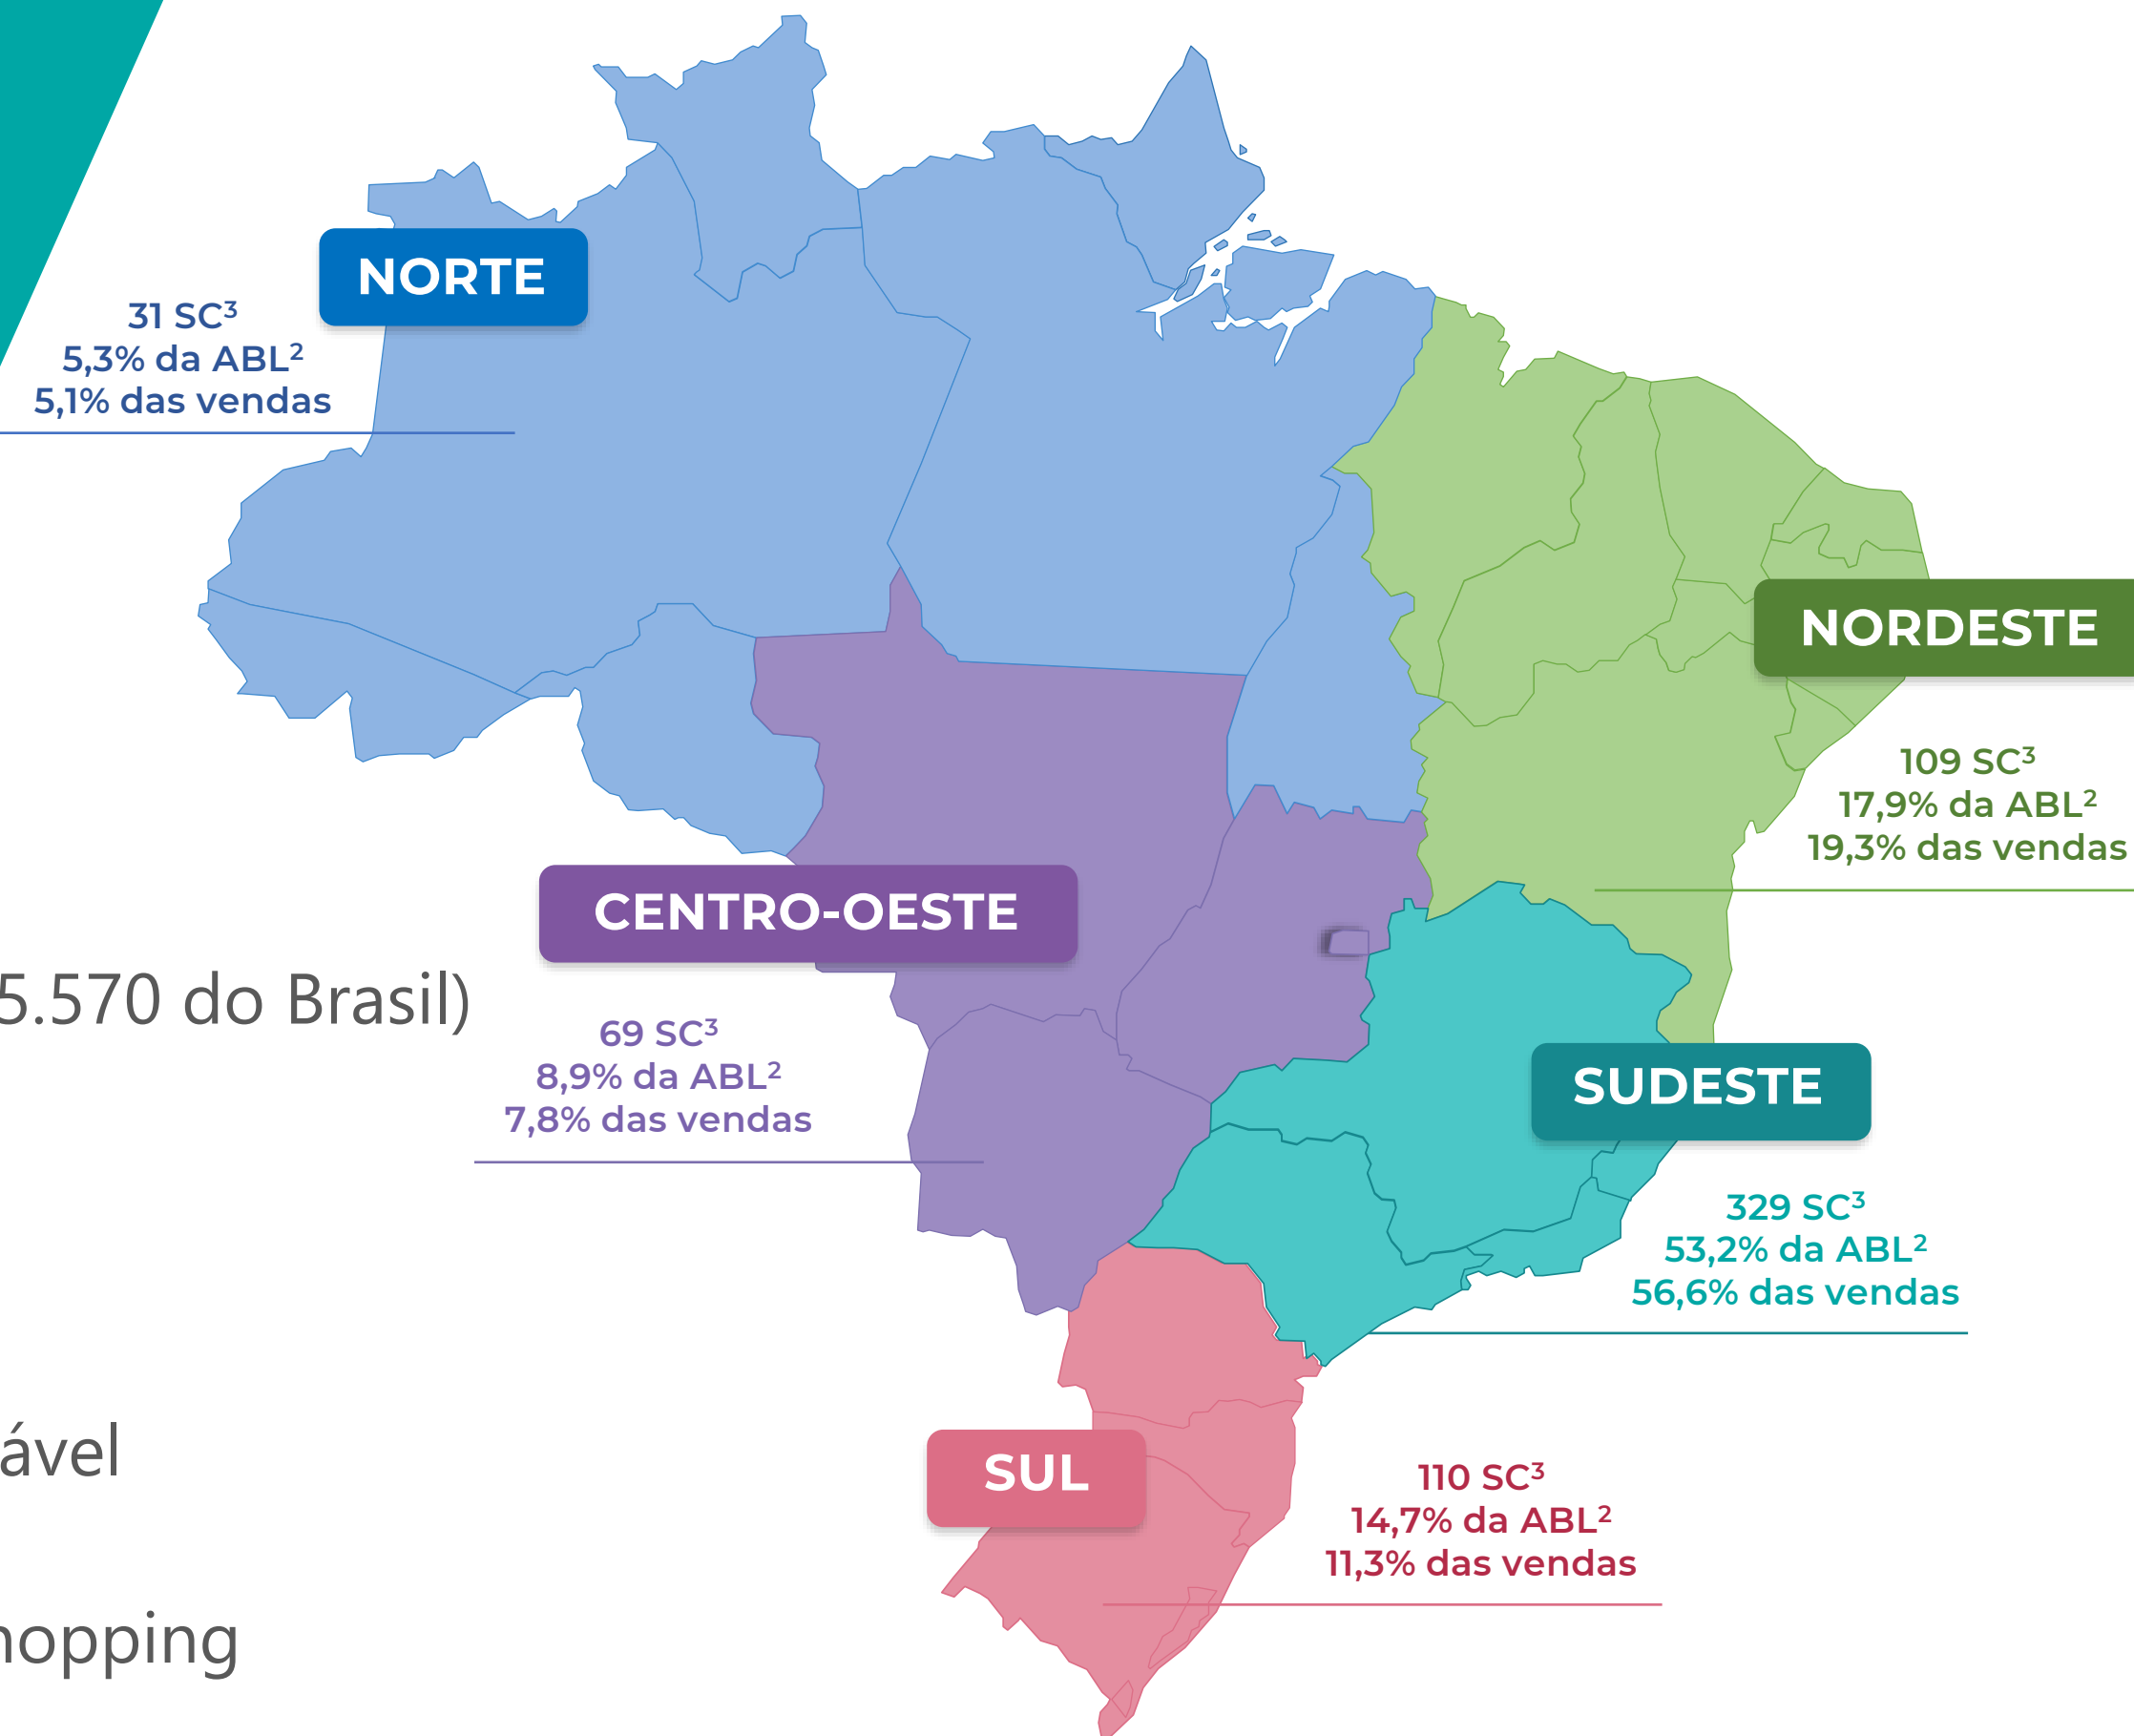 NORTE
31 SC³
5,3% da ABL²
5,1% das vendas
NORDESTE
109 SC³
17,9% da ABL²
19,3% das vendas
CENTRO-OESTE
5.570 do Brasil)
69 SC³
8,9% da ABL²
7,8% das vendas
SUDESTE
329 SC³
53,2% da ABL²
56,6% das vendas
ável
SUL
110 SC³
14,7% da ABL²
11,3% das vendas
hopping